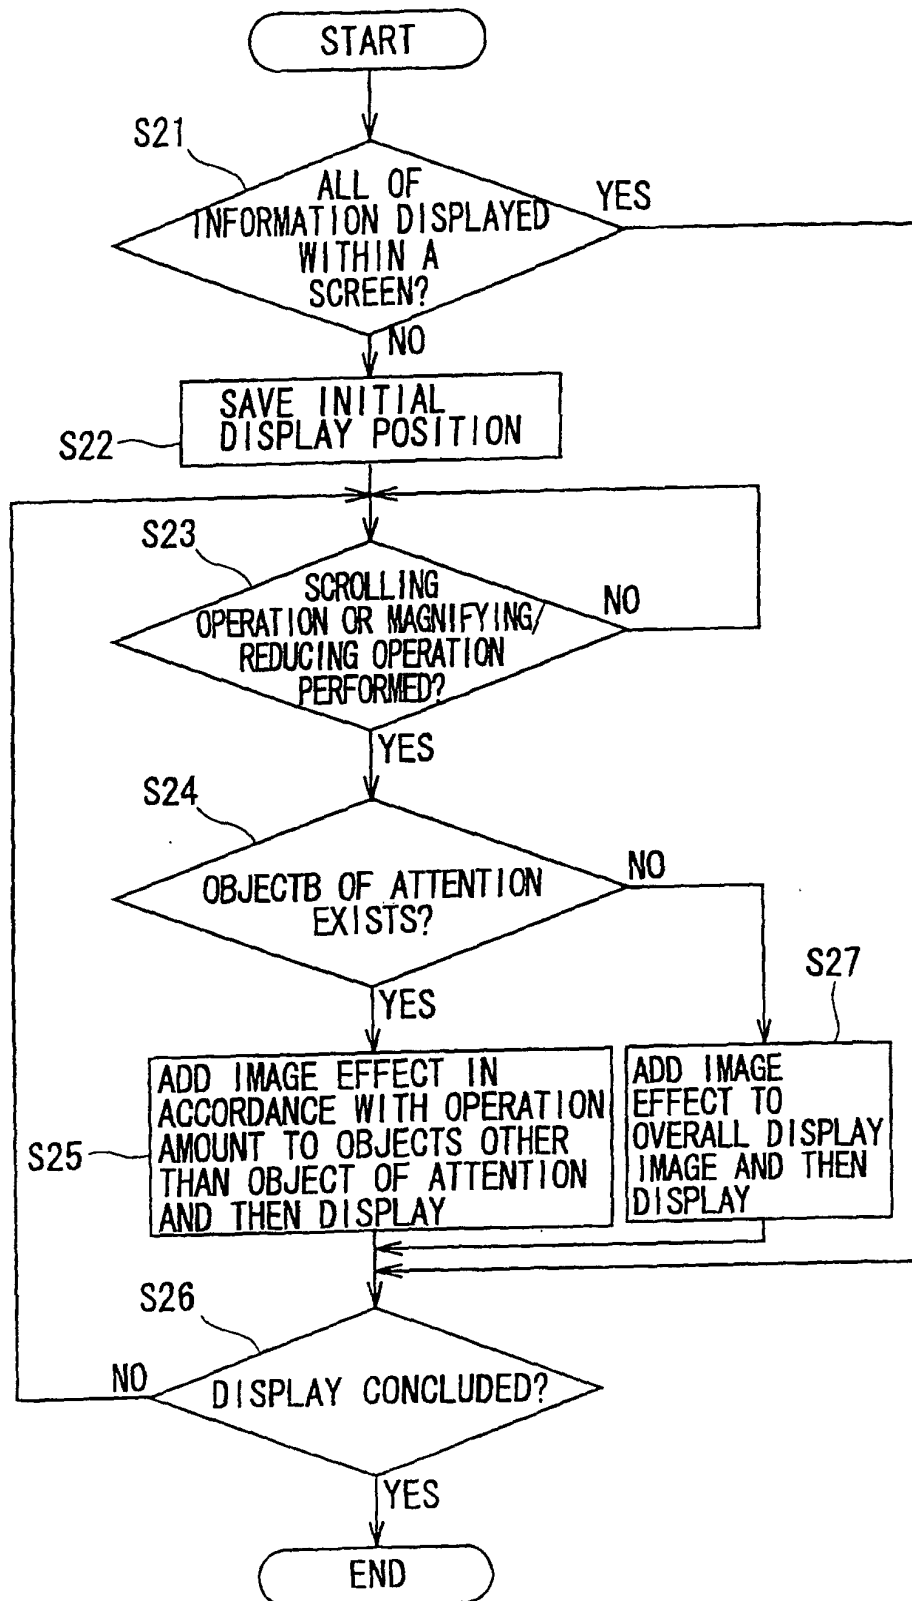 START
S21
ALL OF
INFORMATION DISPLAYED
WITHIN A
SCREEN?
YES
NO
SAVE INITIAL
DISPLAY POSITION
S22
S23
SCROLLING
OPERATION OR MAGNIFYING/
REDUCING OPERATION
PERFORMED?
NO
YES
S24
OBJECTB OF ATTENTION
EXISTS?
NO
YES
S27
ADD IMAGE EFFECT IN
ACCORDANCE WITH OPERATION
AMOUNT TO OBJECTS OTHER
THAN OBJECT OF ATTENTION
AND THEN DISPLAY
S25
ADD IMAGE
EFFECT TO
OVERALL DISPLAY
IMAGE AND THEN
DISPLAY
S26
NO
DISPLAY CONCLUDED?
YES
END